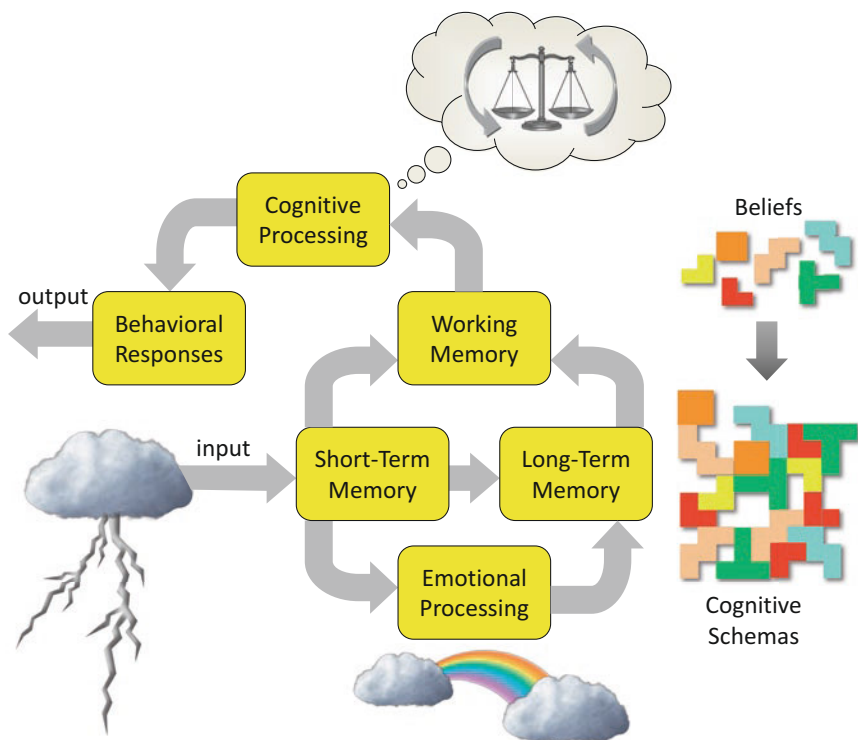 Cognitive
Processing
Beliefs
output
Behavioral
Responses
Working
Memory
input
Short-Term
Memory
Long-Term
Memory
Emotional
Processing
Cognitive
Schemas